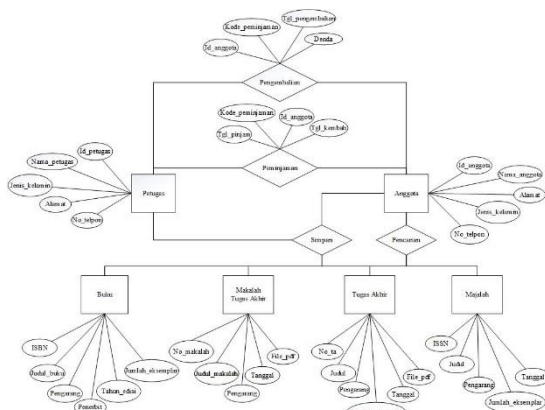 Tgl_pengembalian
Kode_peminjaman
Id_anggota
Denda
Pengembalian
Kode_peminjaman
Id_anggota
Tgl_pinjam
Tgl_kembali
Peminjaman
Id_petugas
Nama_petugas
Jenis_kelamin
Alamat
No_telpon
Petugas
Anggota
Id_anggota
Nama_anggota
Alamat
Jenis_kelamin
No_telpon
Simpan
Pencarian
Buku
Makalah
Tugas Akhir
Tugas Akhir
Majalah
ISBN
Judul_buku
Pengarang
Penerbit
Tahun_edisi
Jumlah_eksemplar
No_makalah
Judul_makalah
Pengarang
Tanggal
File_pdf
No_ta
Judul
Pengarang
Tanggal
File_pdf
ISSN
Judul
Pengarang
Jumlah_eksemplar
Tanggal